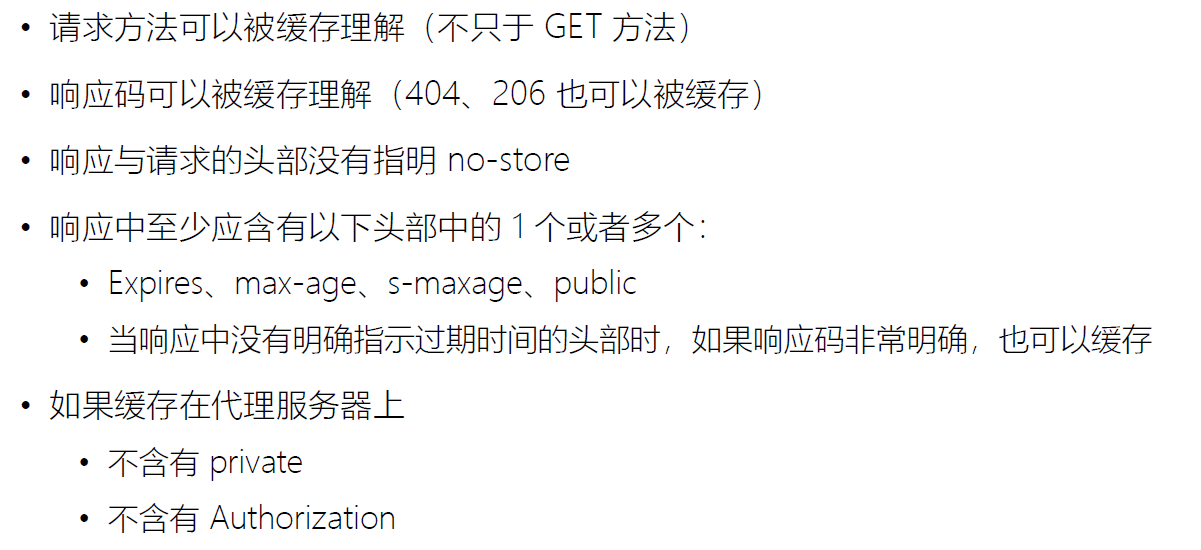 • 请求方法可以被缓存理解（不只于 GET 方法）
• 响应码可以被缓存理解（404、206 也可以被缓存）
• 响应与请求的头部没有指明 no-store
• 响应中至少应含有以下头部中的 1 个或者多个：
• Expires、max-age、s-maxage、public
• 当响应中没有明确指示过期时间的头部时，如果响应码非常明确，也可以缓存
• 如果缓存在代理服务器上
• 不含有 private
• 不含有 Authorization